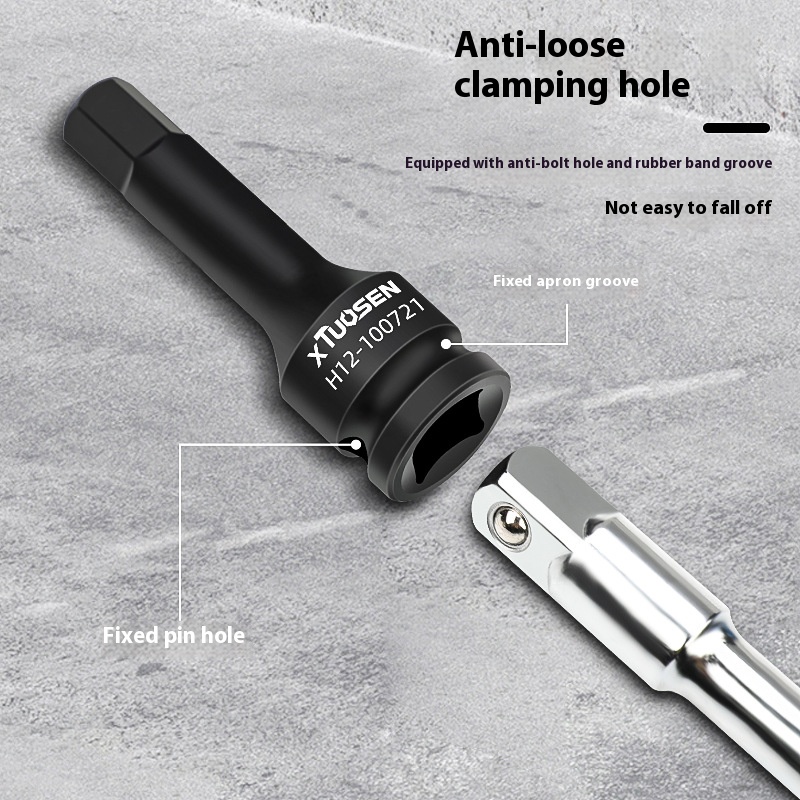 Anti-loose
clamping hole
Equipped with anti-bolt hole and rubber band groove
Not easy to fall off
Fixed apron groove
XTUOSEN
H12-100721
Fixed pin hole